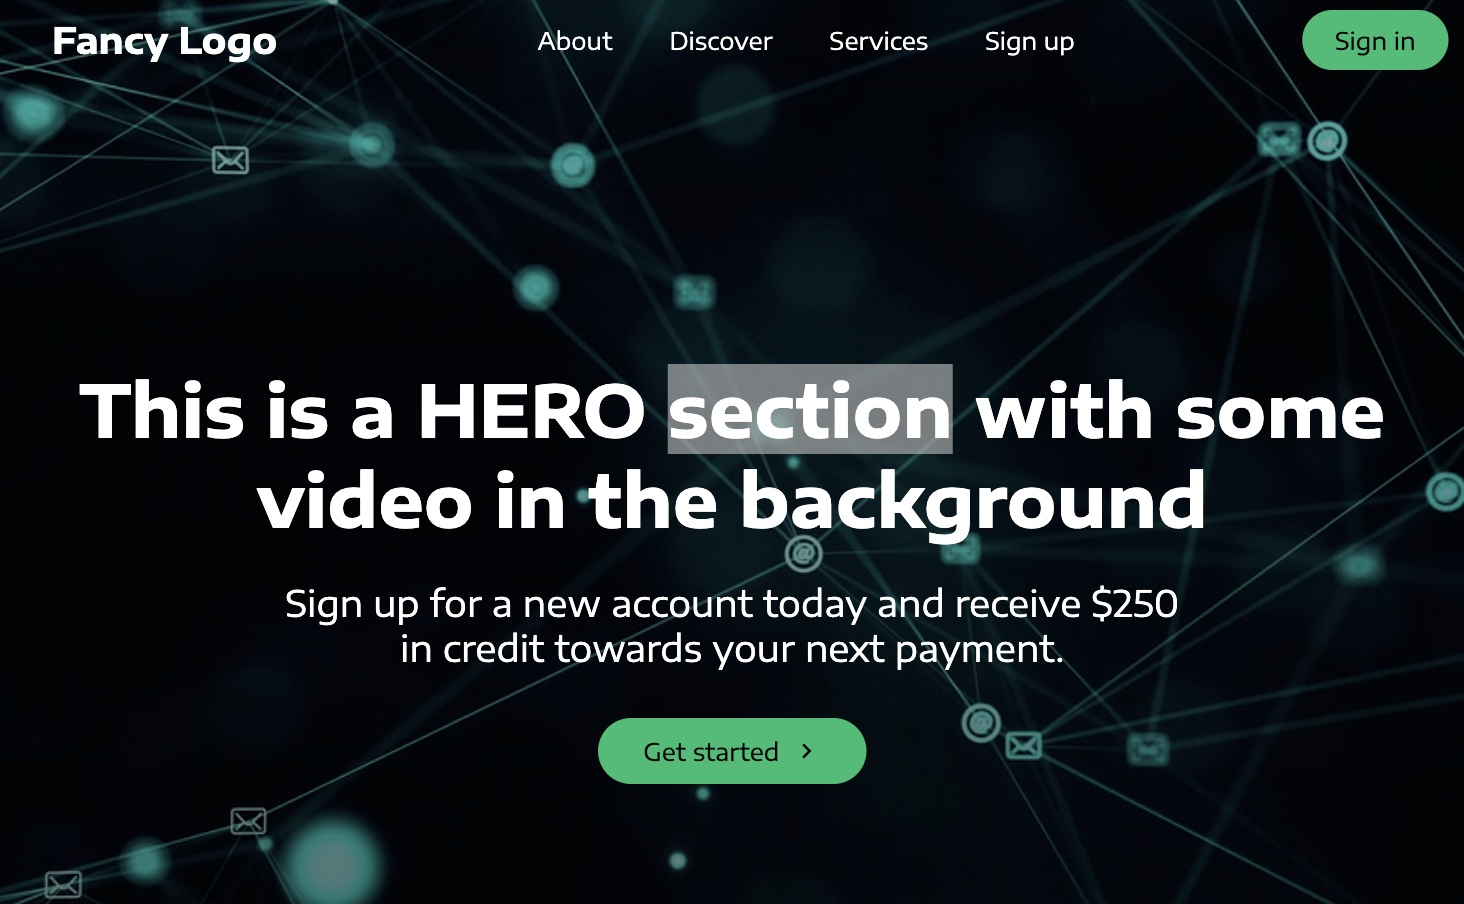 Fancy Logo
About Discover Services Sign up
Sign in
This is a HERO section with some
video in the background
Sign up for a new account today and receive $250
in credit towards your next payment.
Get started